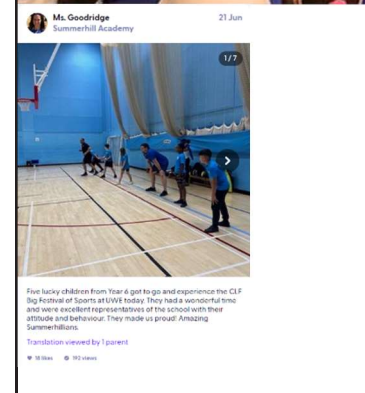 Ms. Goodridge
21 Jun
Summerhill Academy
1/7
Five lucky children from Year 6 got to go and experience the CLF
Big Festival of Sports at UWE today. They had a wonderful time
and were excellent representatives of the school with their
attitude and behaviour. They made us proud! Amazing
Summerhillians.
Translation viewed by 1 parent
18 likes
193 views